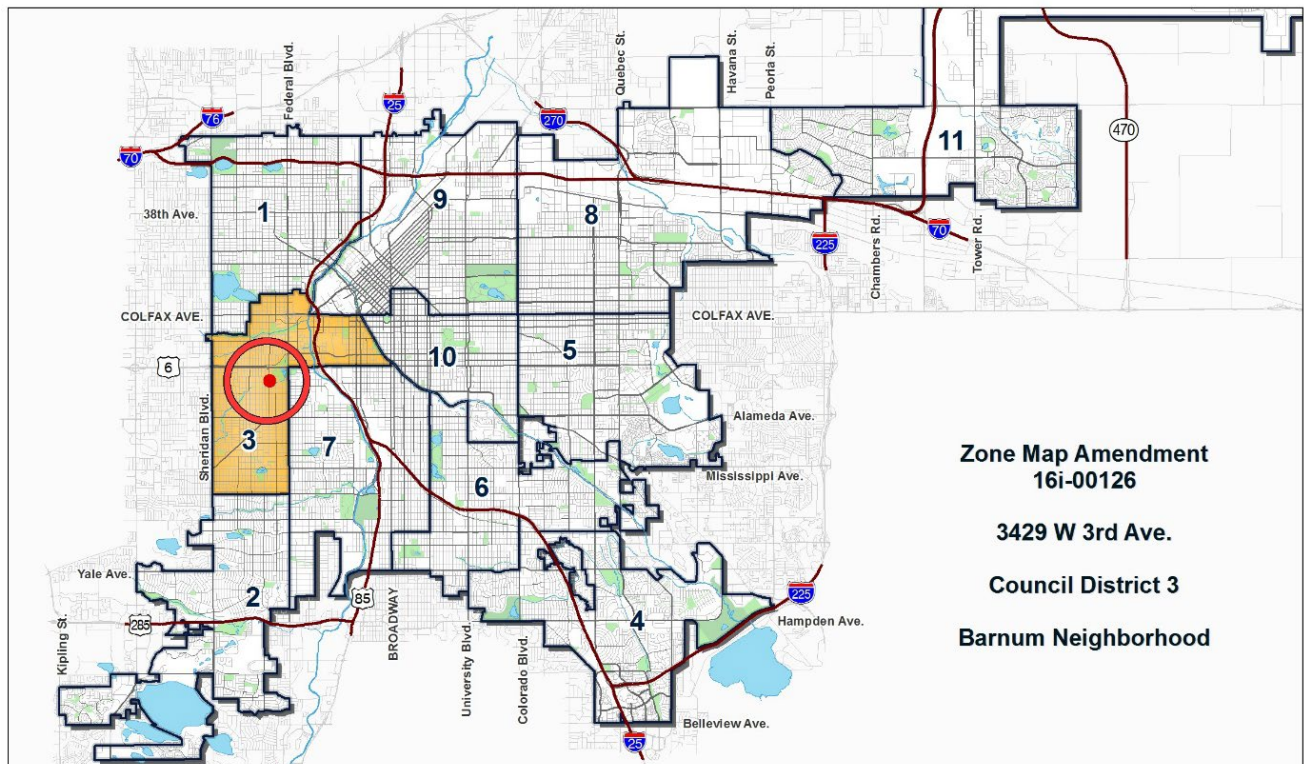 Federal Blvd.
Quebec St.
Havana St.
Peoria St.
76
25
270
470
70
11
1
9
8
38th Ave.
225
Chambers Rd.
70
Tower Rd.
COLFAX AVE.
COLFAX AVE.
6
10
5
Sheridan Blvd.
Alameda Ave.
3
7
6
Mississippi Ave.
Zone Map Amendment
16i-00126
3429 W 3rd Ave.
Council District 3
Barnum Neighborhood
Yale Ave.
2
85
225
285
4
Hampden Ave.
Kipling St.
BROADWAY
University Blvd.
Colorado Blvd.
Belleview Ave.
25